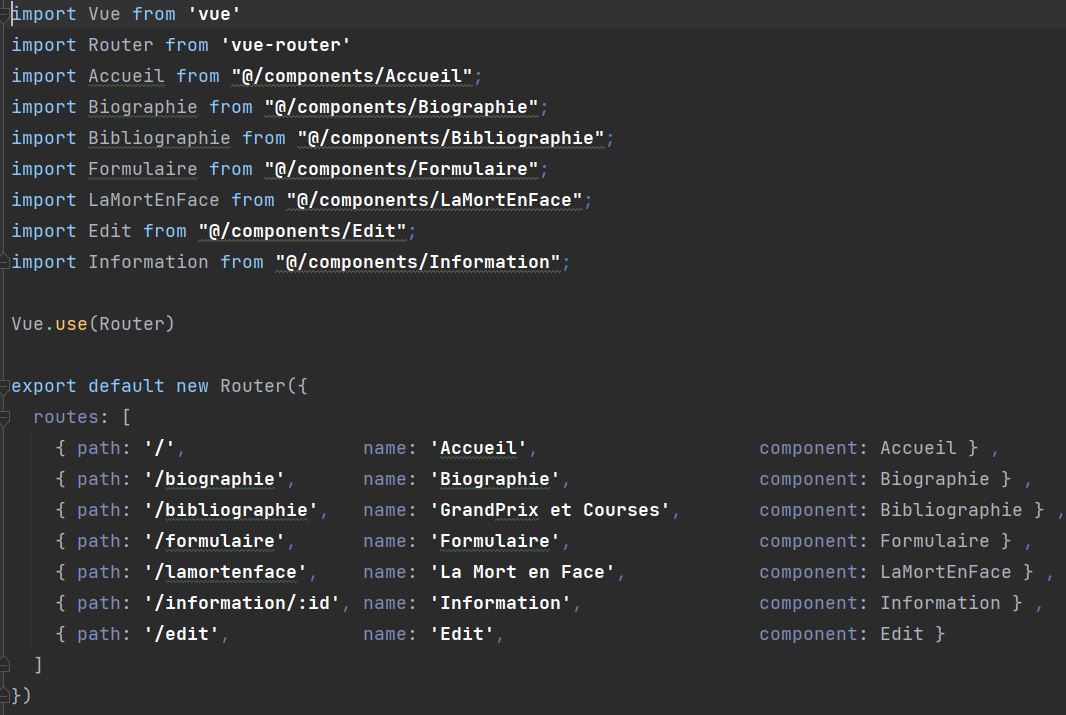 import Vue from 'vue'
import Router from 'vue-router'
import Accueil from "@/components/Accueil";
import Biographie from "@/components/Biographie";
import Bibliographie from "@/components/Bibliographie";
import Formulaire from "@/components/Formulaire";
import LaMortEnFace from "@/components/LaMortEnFace";
import Edit from "@/components/Edit";
import Information from "@/components/Information";

Vue.use(Router)

export default new Router({
  routes: [
    { path: '/',                name: 'Accueil',                    component: Accueil } ,
    { path: '/biographie',      name: 'Biographie',                 component: Biographie } ,
    { path: '/bibliographie',   name: 'GrandPrix et Courses',       component: Bibliographie } ,
    { path: '/formulaire',      name: 'Formulaire',                 component: Formulaire } ,
    { path: '/lamortenface',    name: 'La Mort en Face',            component: LaMortEnFace } ,
    { path: '/information/:id', name: 'Information',                component: Information } ,
    { path: '/edit',            name: 'Edit',                       component: Edit }
  ]
})